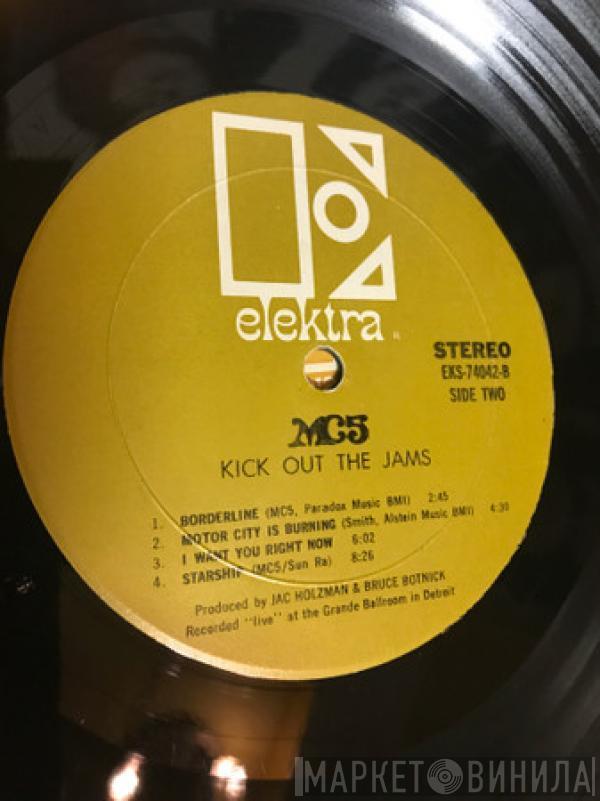 elektra
STEREO
EKS-74042-B
SIDE TWO
MC5
KICK OUT THE JAMS
1. BORDERLINE (MC5, Paradox Music BMI) 2:45
2. MOTOR CITY IS BURNING (Smith, Alstein Music BMI) 4:30
3. I WANT YOU RIGHT NOW 6:02
4. STARSHIP (MC5/Sun Ra) 8:26
Produced by JAC HOLZMAN & BRUCE BOTNICK
Recorded "live" at the Grande Ballroom in Detroit
МАРКЕТ ВИНИЛА